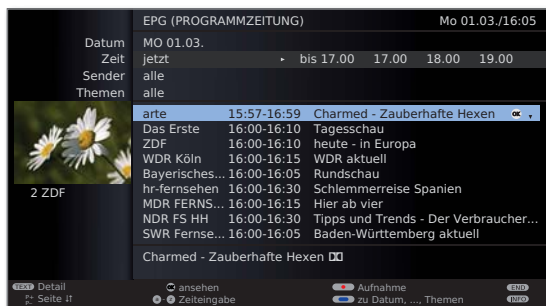 EPG (PROGRAMMZEITUNG) Mo 01.03./16:05
Datum MO 01.03.
Zeit jetzt ▸ bis 17.00 17.00 18.00 19.00
Sender alle
Themen alle
arte 15:57-16:59 Charmed - Zauberhafte Hexen OK
Das Erste 16:00-16:10 Tagesschau
ZDF 16:00-16:10 heute - in Europa
WDR Köln 16:00-16:15 WDR aktuell
Bayerisches... 16:00-16:05 Rundschau
hr-fernsehen 16:00-16:30 Schlemmerreise Spanien
MDR FERNS... 16:00-16:15 Hier ab vier
NDR FS HH 16:00-16:30 Tipps und Trends - Der Verbraucher...
SWR Fernse... 16:00-16:05 Baden-Württemberg aktuell
2 ZDF
Charmed - Zauberhafte Hexen
TEXT Detail OK ansehen Aufnahme END
P+ P- Seite ↓↑ 0-9 Zeiteingabe zu Datum, ..., Themen INFO